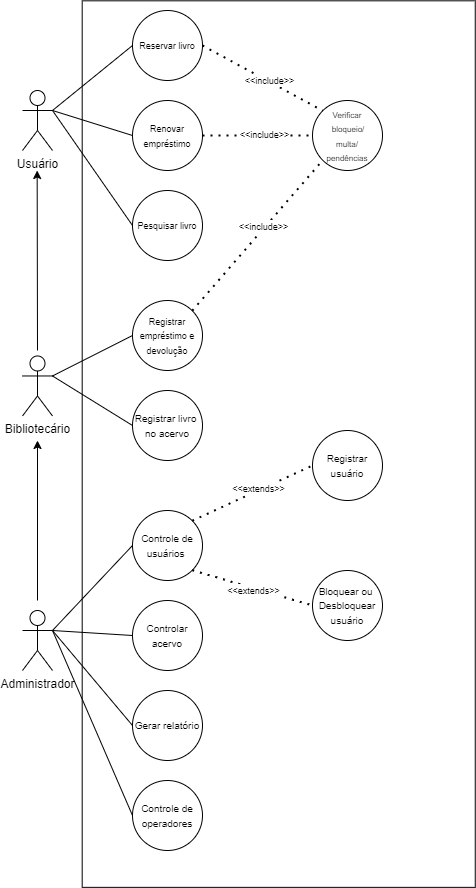 Reservar livro
<<include>>
Usuário
Renovar
empréstimo
<<include>>
Verificar
bloqueio/
multa/
pendências
Pesquisar livro
<<include>>
Registrar
empréstimo e
devolução
Bibliotecário
Registrar livro
no acervo
Registrar
usuário
<<extends>>
Controle de
usuários
<<extends>>
Bloquear ou
Desbloquear
usuário
Administrador
Controlar
acervo
Gerar relatório
Controle de
operadores